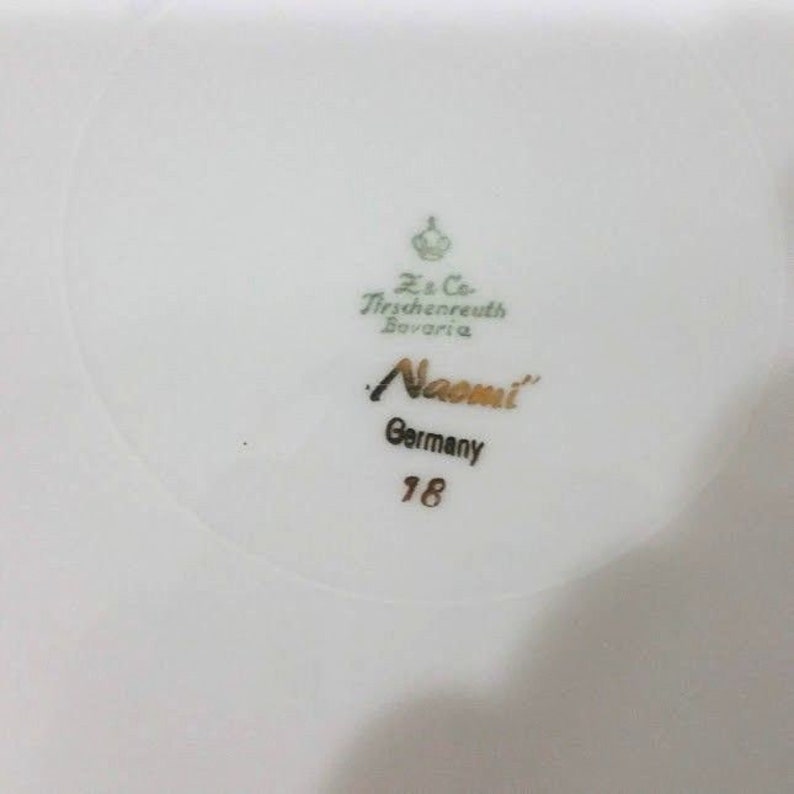 Z & Co.
Tirschenreuth
Bavaria
"Naomi"
Germany
18